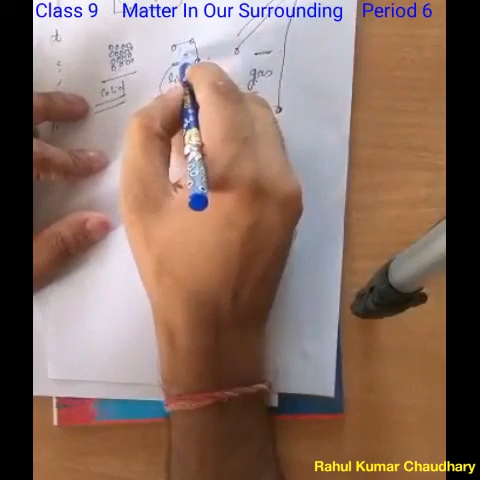 Class 9 Matter In Our Surrounding Period 6
t
solid
gas
Rahul Kumar Chaudhary